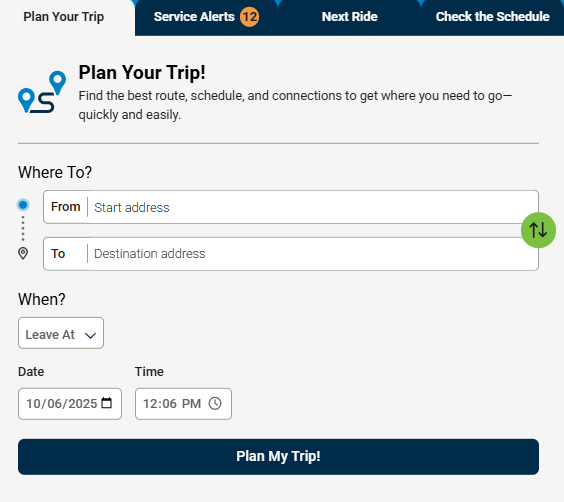 Plan Your Trip
Service Alerts 12
Next Ride
Check the Schedule
Plan Your Trip!
Find the best route, schedule, and connections to get where you need to go—
quickly and easily.
Where To?
From Start address
To Destination address
When?
Leave At
Date Time
10/06/2025 12:06 PM
Plan My Trip!